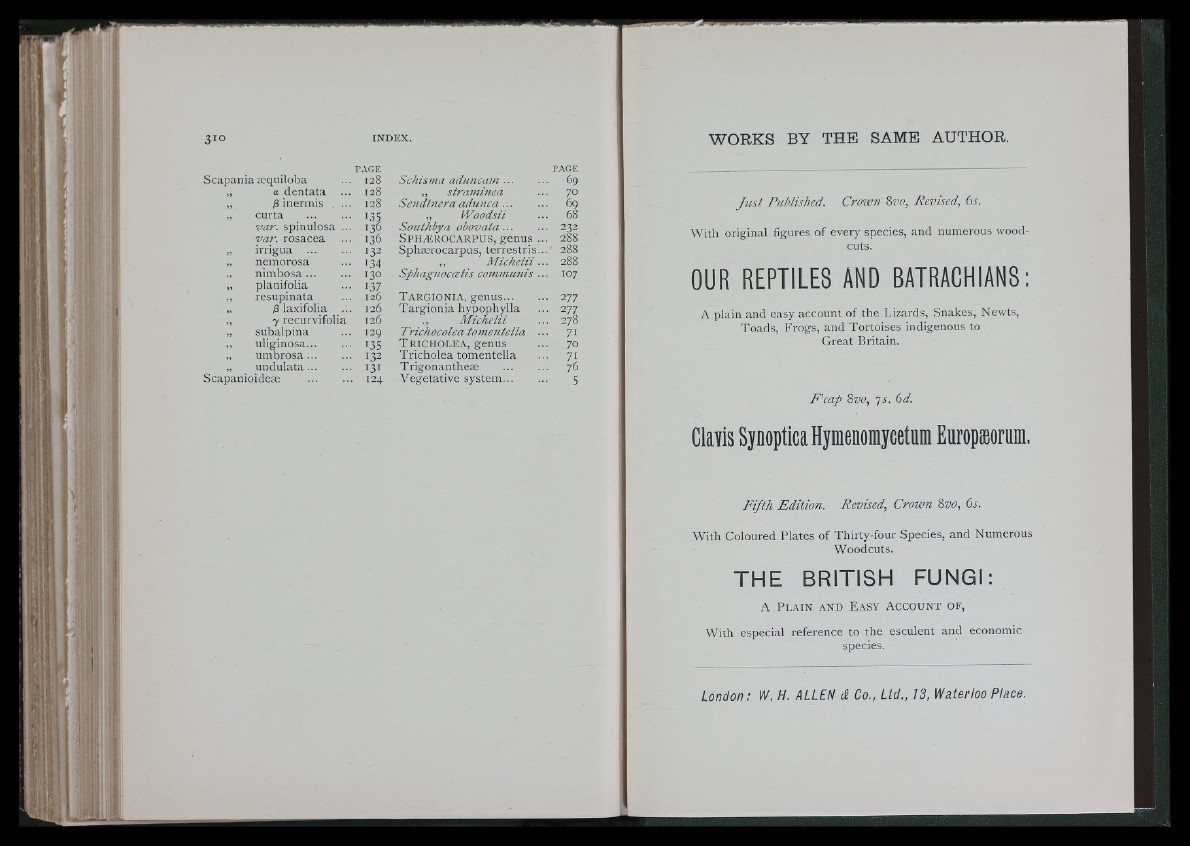 310 INDEX.
PAGE
Scapania æquiloba ... 128
„ α dentata ... 128
„ β inermis ... 128
„ curta ... ... 135
var. spinulosa ... 136
var. rosacea ... 136
„ irrigua ... ... 132
„ nemorosa ... 134
„ nimbosa ... ... 130
„ planifolia ... 137
„ resupinata ... 126
„ β laxifolia ... 126
„ γ recurvifolia 126
„ subalpina ... 129
„ uliginosa... ... 135
„ umbrosa ... ... 132
„ undulata ... ... 131
Scapanioideæ ... ... 124
PAGE
Schisma aduncam ... ... 69
„ straminea ... 70
Sendtnera adunca ... ... 69
„ Woodsii ... 68
Southbya obovata ... ... 232
SPHÆROCARPUS, genus ... 288
Sphærocarpus, terrestris... 288
„ Michelii ... 288
Sphagnocœtis communis ... 107
TARGIONIA, genus... ... 277
Targionia hypophylla ... 277
„ Michelii ... 278
Trichocolea tomentella ... 71
TRICHOLEA, genus ... 70
Tricholea tomentella ... 71
Trigonantheæ ... ... 76
Vegetative system... ... 5
WORKS BY THE SAME AUTHOR.
Just Published. Crown 8vo, Revised, 6s.
With original figures of every species, and numerous wood-
cuts.
OUR REPTILES AND BATRACHIANS:
A plain and easy account of the Lizards, Snakes, Newts,
Toads, Frogs, and Tortoises indigenous to
Great Britain.
F'cap 8vo, 7s. 6d.
Clavis Synoptica Hymenomycetum Europæorum.
Fifth Edition. Revised, Crown 8vo, 6s.
With Coloured Plates of Thirty-four Species, and Numerous
Woodcuts.
THE BRITISH FUNGI:
A PLAIN AND EASY ACCOUNT OF,
With especial reference to the esculent and economic
species.
London: W. H. ALLEN & Co., Ltd., 13, Waterloo Place.